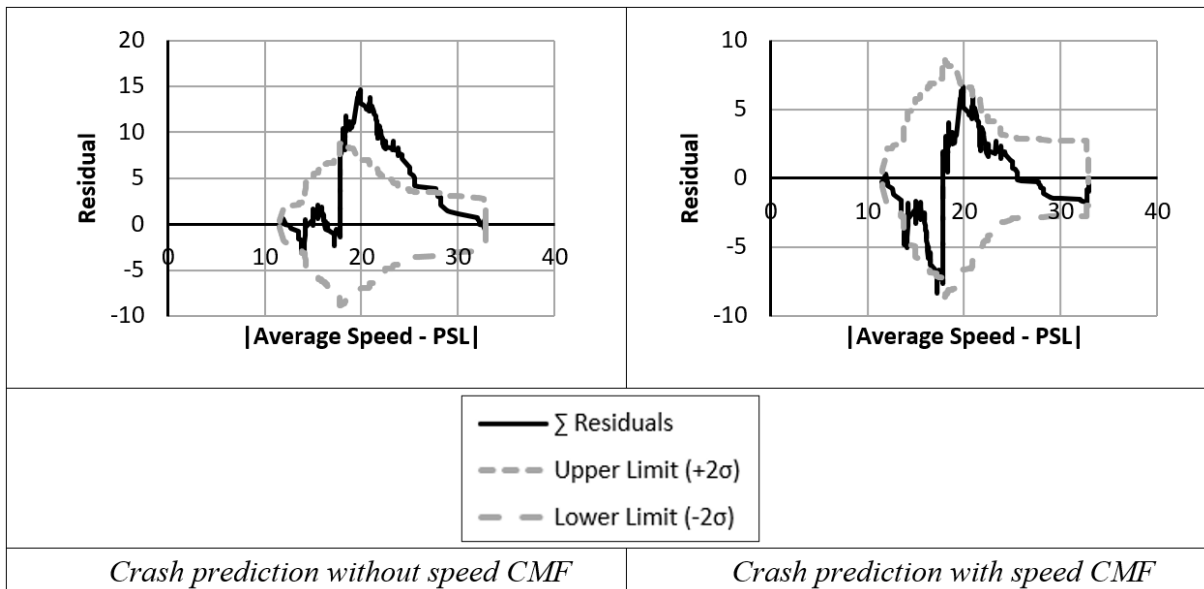 20
15
10
5
0
-5
-10
0
10
20
30
40
Residual
|Average Speed - PSL|
10
5
0
-5
-10
0
10
20
30
40
Residual
|Average Speed - PSL|
∑ Residuals
Upper Limit (+2σ)
Lower Limit (-2σ)
Crash prediction without speed CMF
Crash prediction with speed CMF